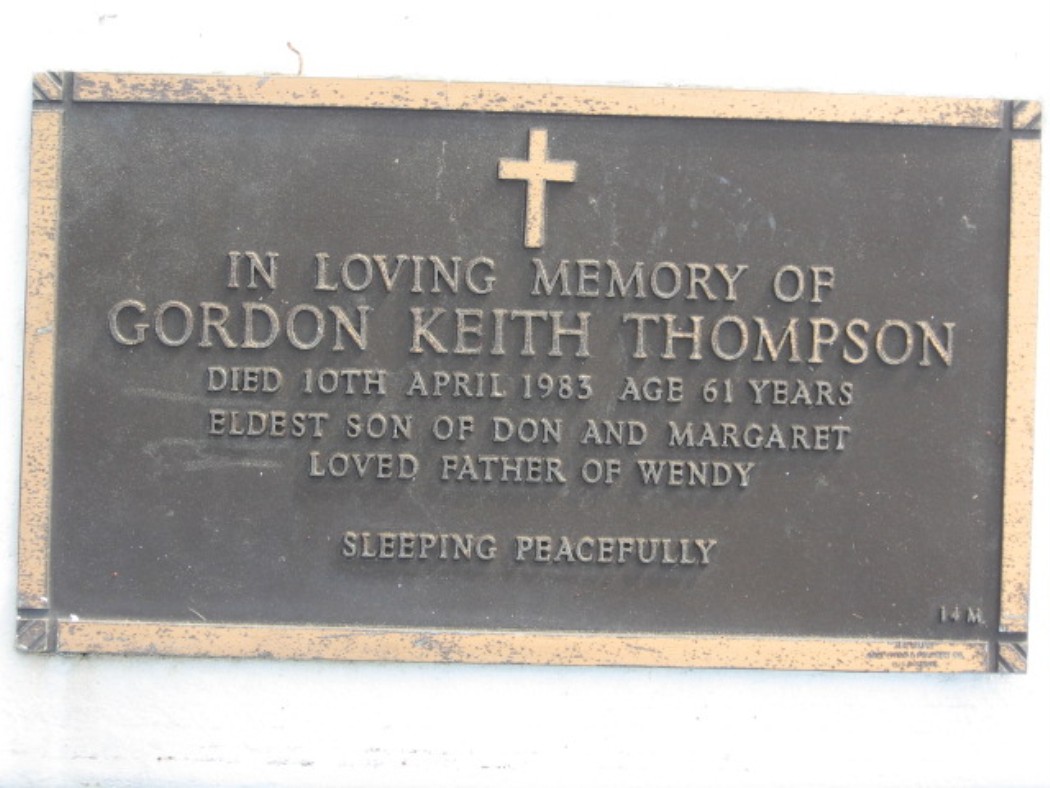 IN LOVING MEMORY OF
GORDON KEITH THOMPSON
DIED 10TH APRIL 1983 AGE 61 YEARS
ELDEST SON OF DON AND MARGARET
LOVED FATHER OF WENDY
SLEEPING PEACEFULLY
14 M